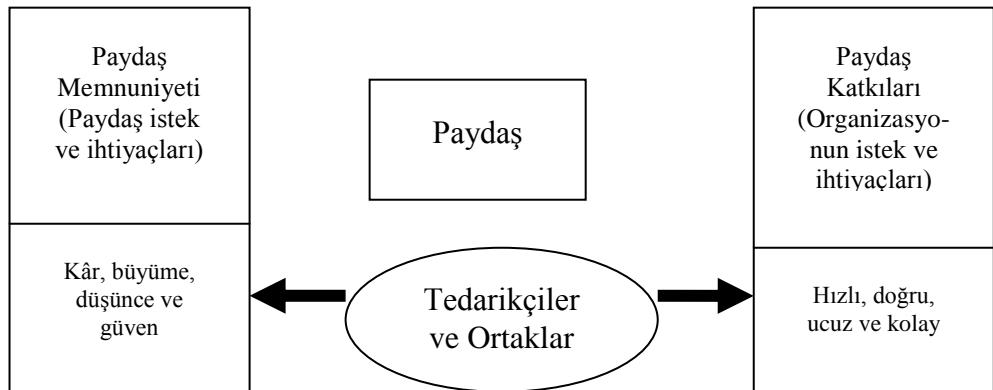 Paydaş
Memnuniyeti
(Paydaş istek
ve ihtiyaçları)
Paydaş
Paydaş
Katkıları
(Organizasyo-
nun istek ve
ihtiyaçları)
Kâr, büyüme,
düşünce ve
güven
Tedarikçiler
ve Ortaklar
Hızlı, doğru,
ucuz ve kolay